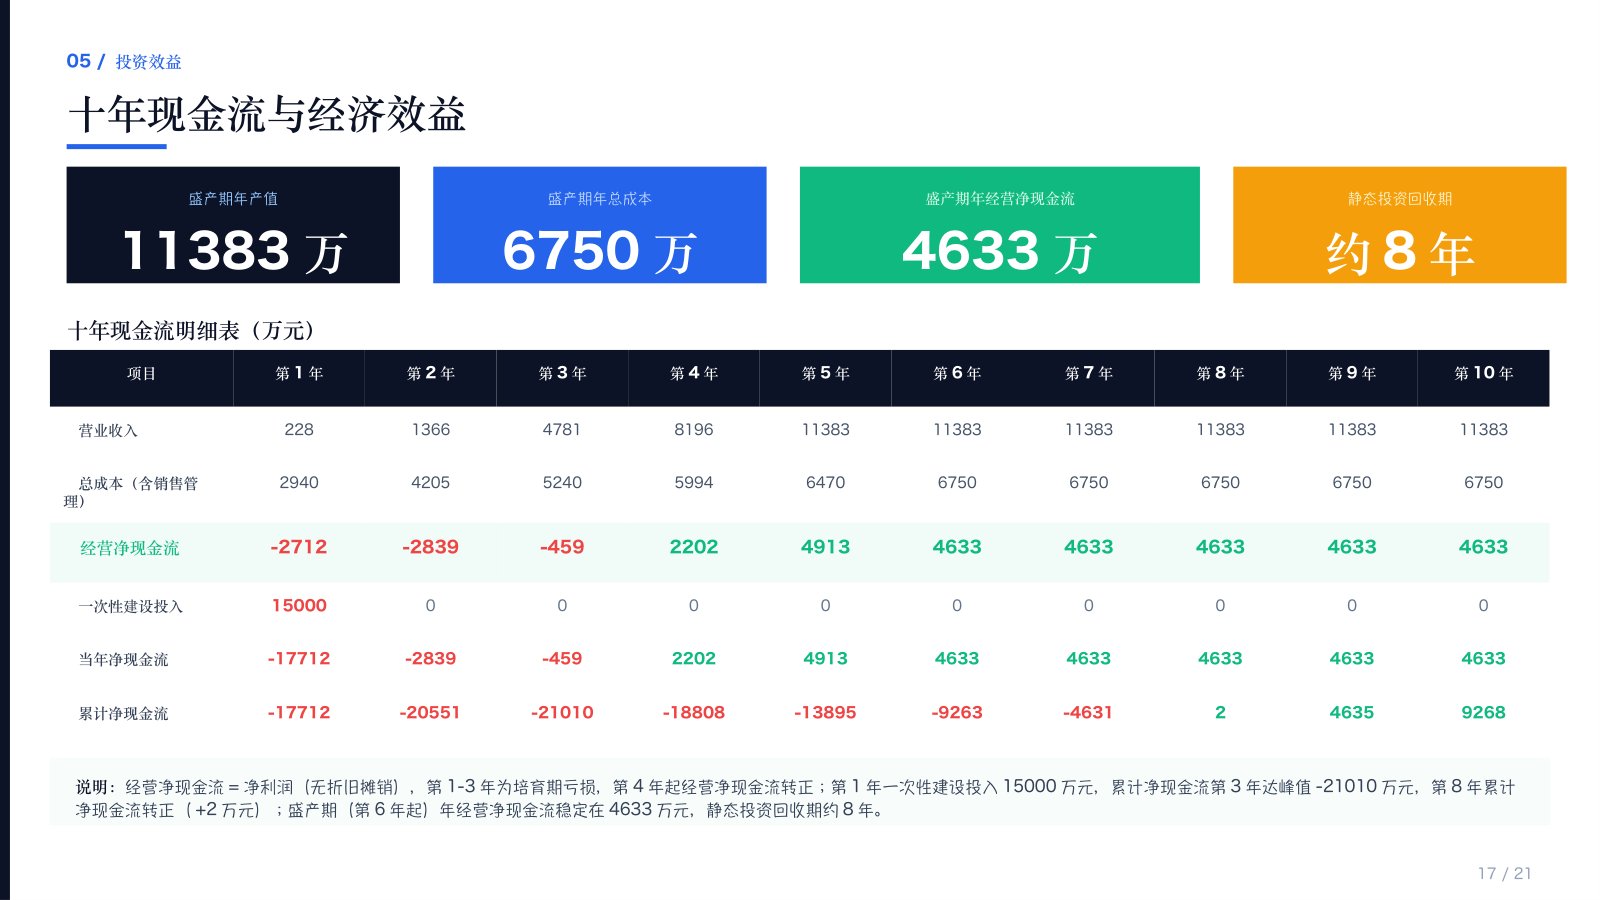 05 / 投资效益
十年现金流与经济效益
盛产期年产值 盛产期年总成本 盛产期年经营净现金流 静态投资回收期
11383 万 6750 万 4633 万 约 8 年
十年现金流明细表（万元）
项目 第 1 年 第 2 年 第 3 年 第 4 年 第 5 年 第 6 年 第 7 年 第 8 年 第 9 年 第 10 年
营业收入 228 1366 4781 8196 11383 11383 11383 11383 11383 11383
总成本（含销售管 2940 4205 5240 5994 6470 6750 6750 6750 6750 6750
理）
经营净现金流 -2712 -2839 -459 2202 4913 4633 4633 4633 4633 4633
一次性建设投入 15000 0 0 0 0 0 0 0 0 0
当年净现金流 -17712 -2839 -459 2202 4913 4633 4633 4633 4633 4633
累计净现金流 -17712 -20551 -21010 -18808 -13895 -9263 -4631 2 4635 9268
说明：经营净现金流 = 净利润（无折旧摊销），第 1-3 年为培育期亏损，第 4 年起经营净现金流转正；第 1 年一次性建设投入 15000 万元，累计净现金流第 3 年达峰值 -21010 万元，第 8 年累计
净现金流转正（ +2 万元）；盛产期（第 6 年起）年经营净现金流稳定在 4633 万元，静态投资回收期约 8 年。
17 / 21